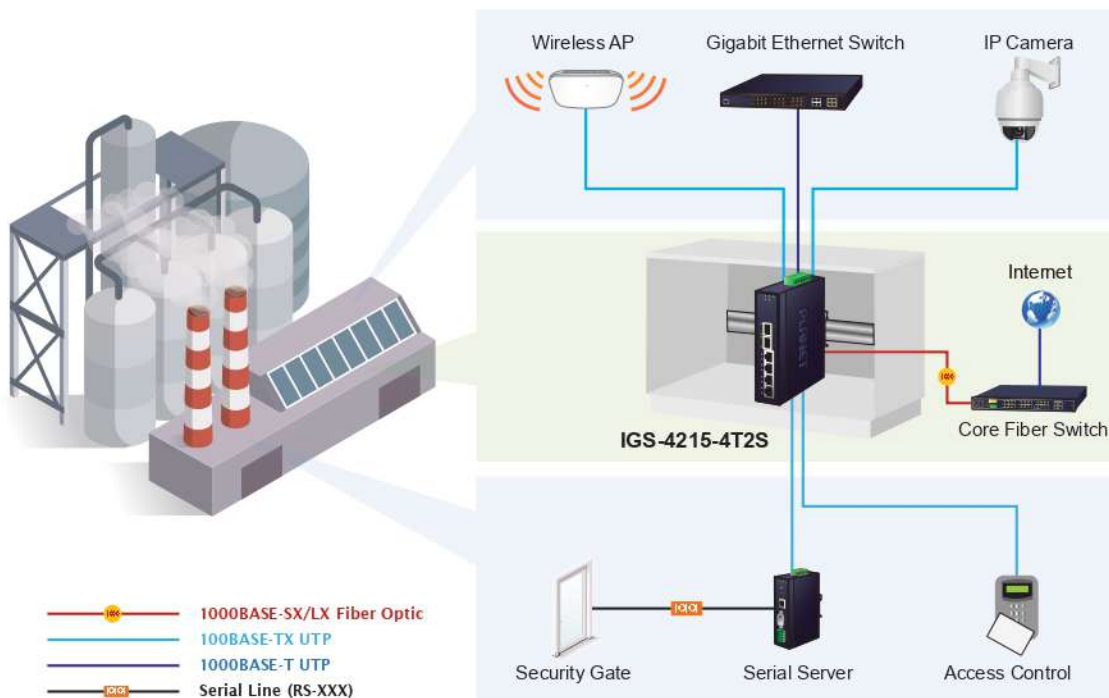 Wireless AP
Gigabit Ethernet Switch
IP Camera
PLANET
Internet
IGS-4215-4T2S
Core Fiber Switch
1000BASE-SX/LX Fiber Optic
100BASE-TX UTP
1000BASE-T UTP
Serial Line (RS-XXX)
Security Gate
Serial Server
Access Control